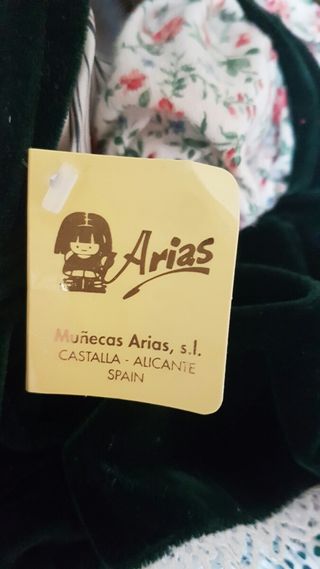 Arias
Muñecas Arias, s.l.
CASTALLA - ALICANTE
SPAIN